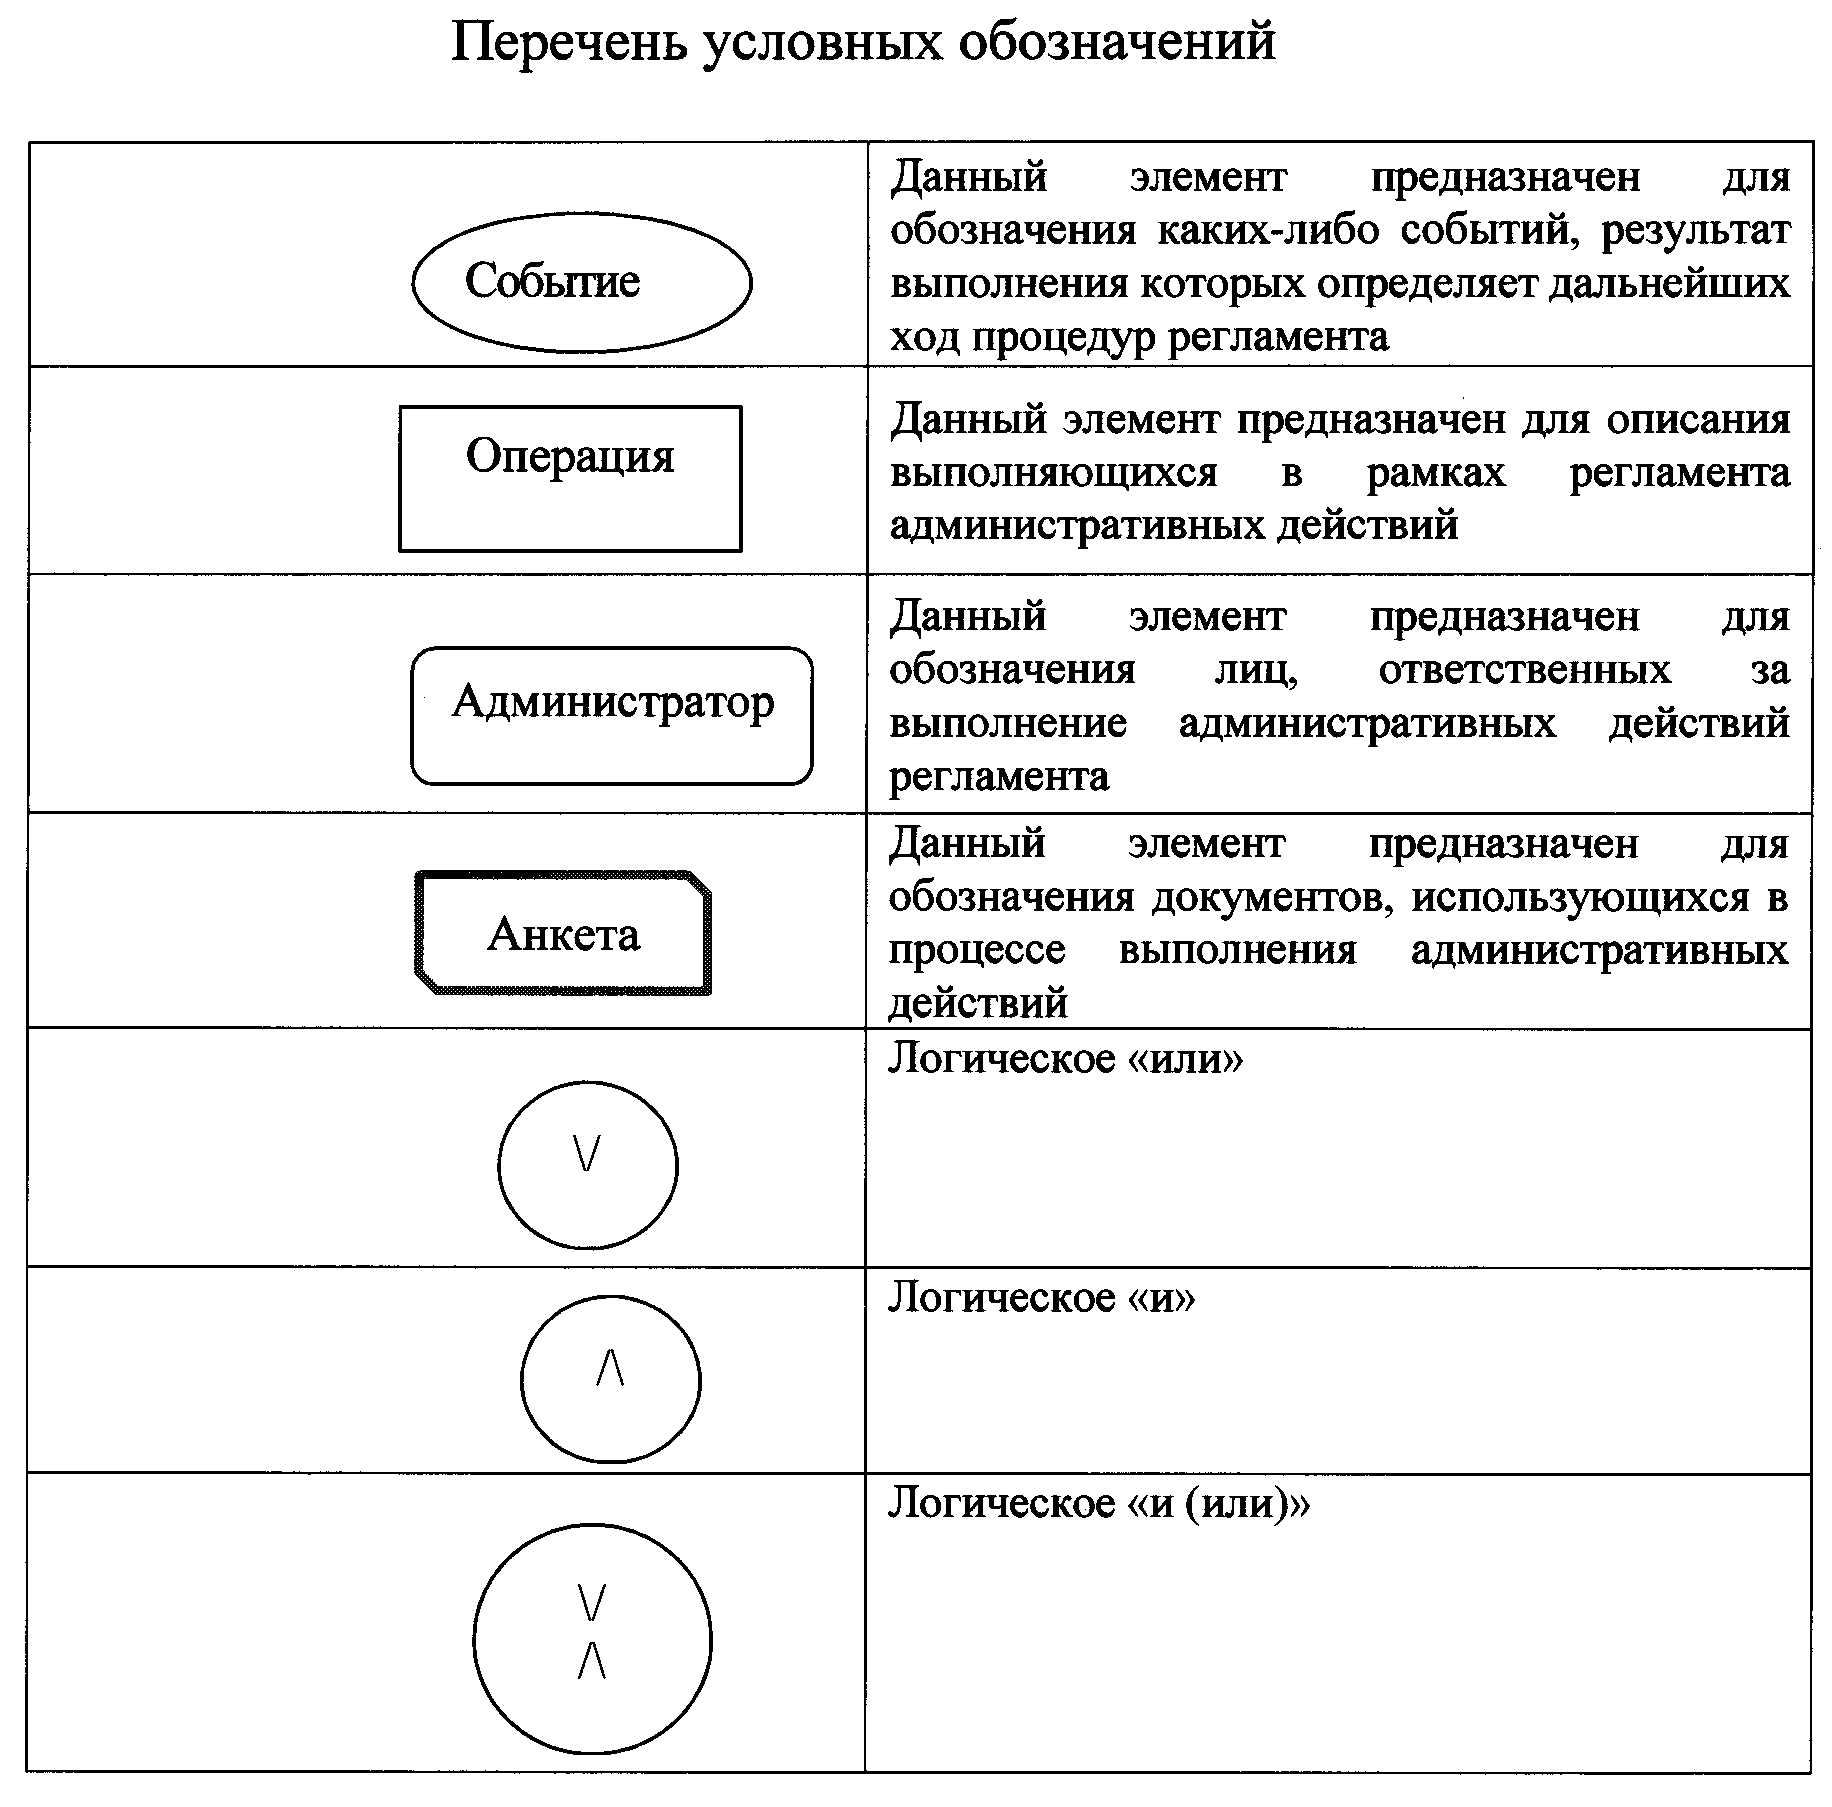 Перечень условных обозначений
Событие
Данный элемент предназначен для
обозначения каких-либо событий, результат
выполнения которых определяет дальнейших
ход процедур регламента
Операция
Данный элемент предназначен для описания
выполняющихся в рамках регламента
административных действий
Администратор
Данный элемент предназначен для
обозначения лиц, ответственных за
выполнение административных действий
регламента
Анкета
Данный элемент предназначен для
обозначения документов, использующихся в
процессе выполнения административных
действий
\/
Логическое «или»
/\
Логическое «и»
\/
/\
Логическое «и (или)»